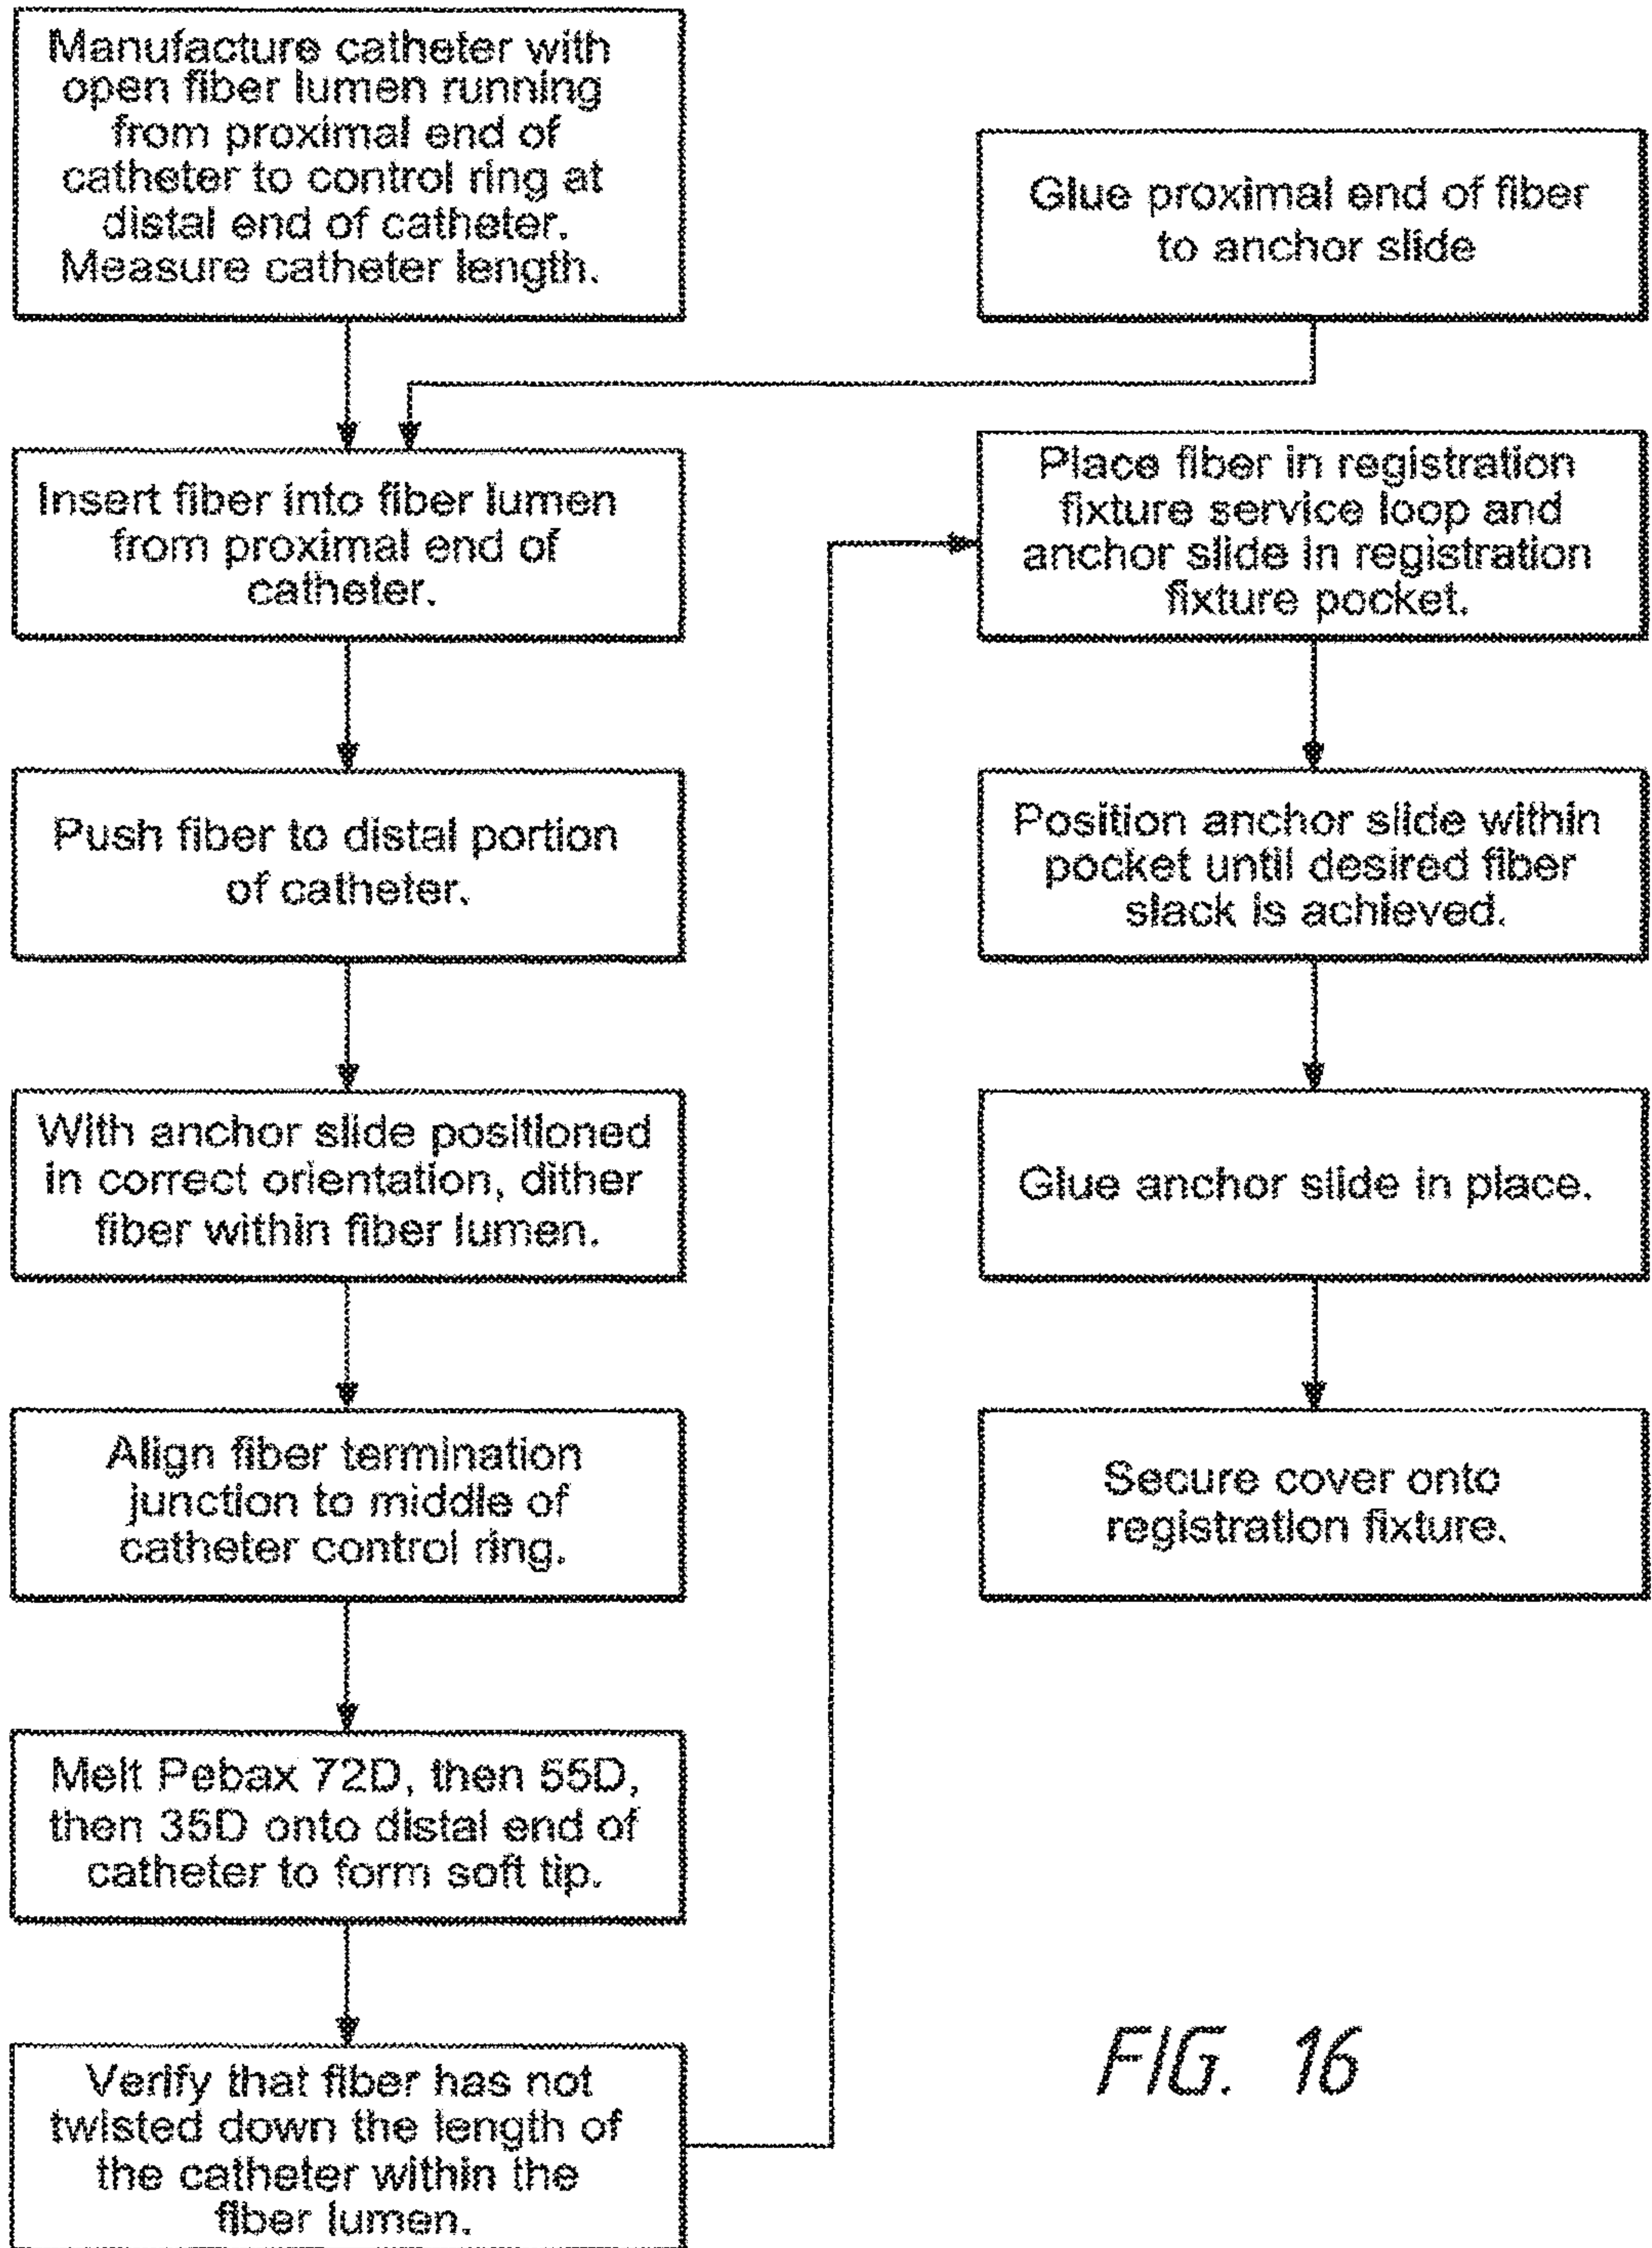 Manufacture catheter with
open fiber lumen running
from proximal end of
catheter to control ring at
distal end of catheter.
Measure catheter length.
Glue proximal end of fiber
to anchor slide
Insert fiber into fiber lumen
from proximal end of
catheter.
Push fiber to distal portion
of catheter.
With anchor slide positioned
in correct orientation, dither
fiber within fiber lumen.
Align fiber termination
junction to middle of
catheter control ring.
Melt Pebax 72D, then 55D,
then 35D onto distal end of
catheter to form soft tip.
Verify that fiber has not
twisted down the length of
the catheter within the
fiber lumen.
Place fiber in registration
fixture service loop and
anchor slide in registration
fixture pocket.
Position anchor slide within
pocket until desired fiber
slack is achieved.
Glue anchor slide in place.
Secure cover onto
registration fixture.
FIG. 16